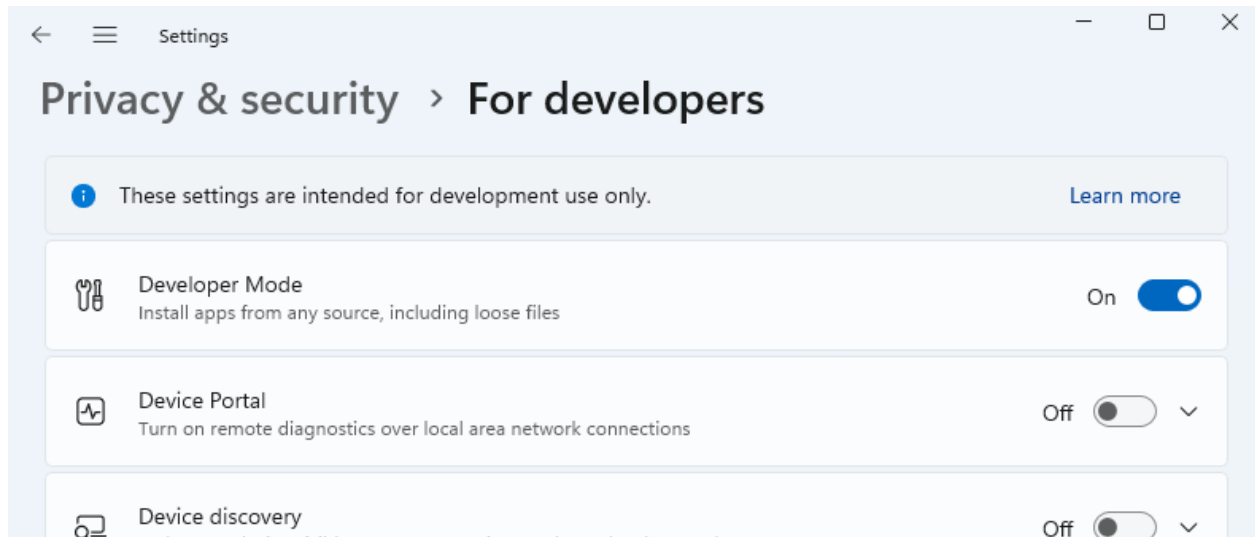 Settings
Privacy & security > For developers
These settings are intended for development use only.
Learn more
Developer Mode
Install apps from any source, including loose files
On
Device Portal
Turn on remote diagnostics over local area network connections
Off
Device discovery
Off